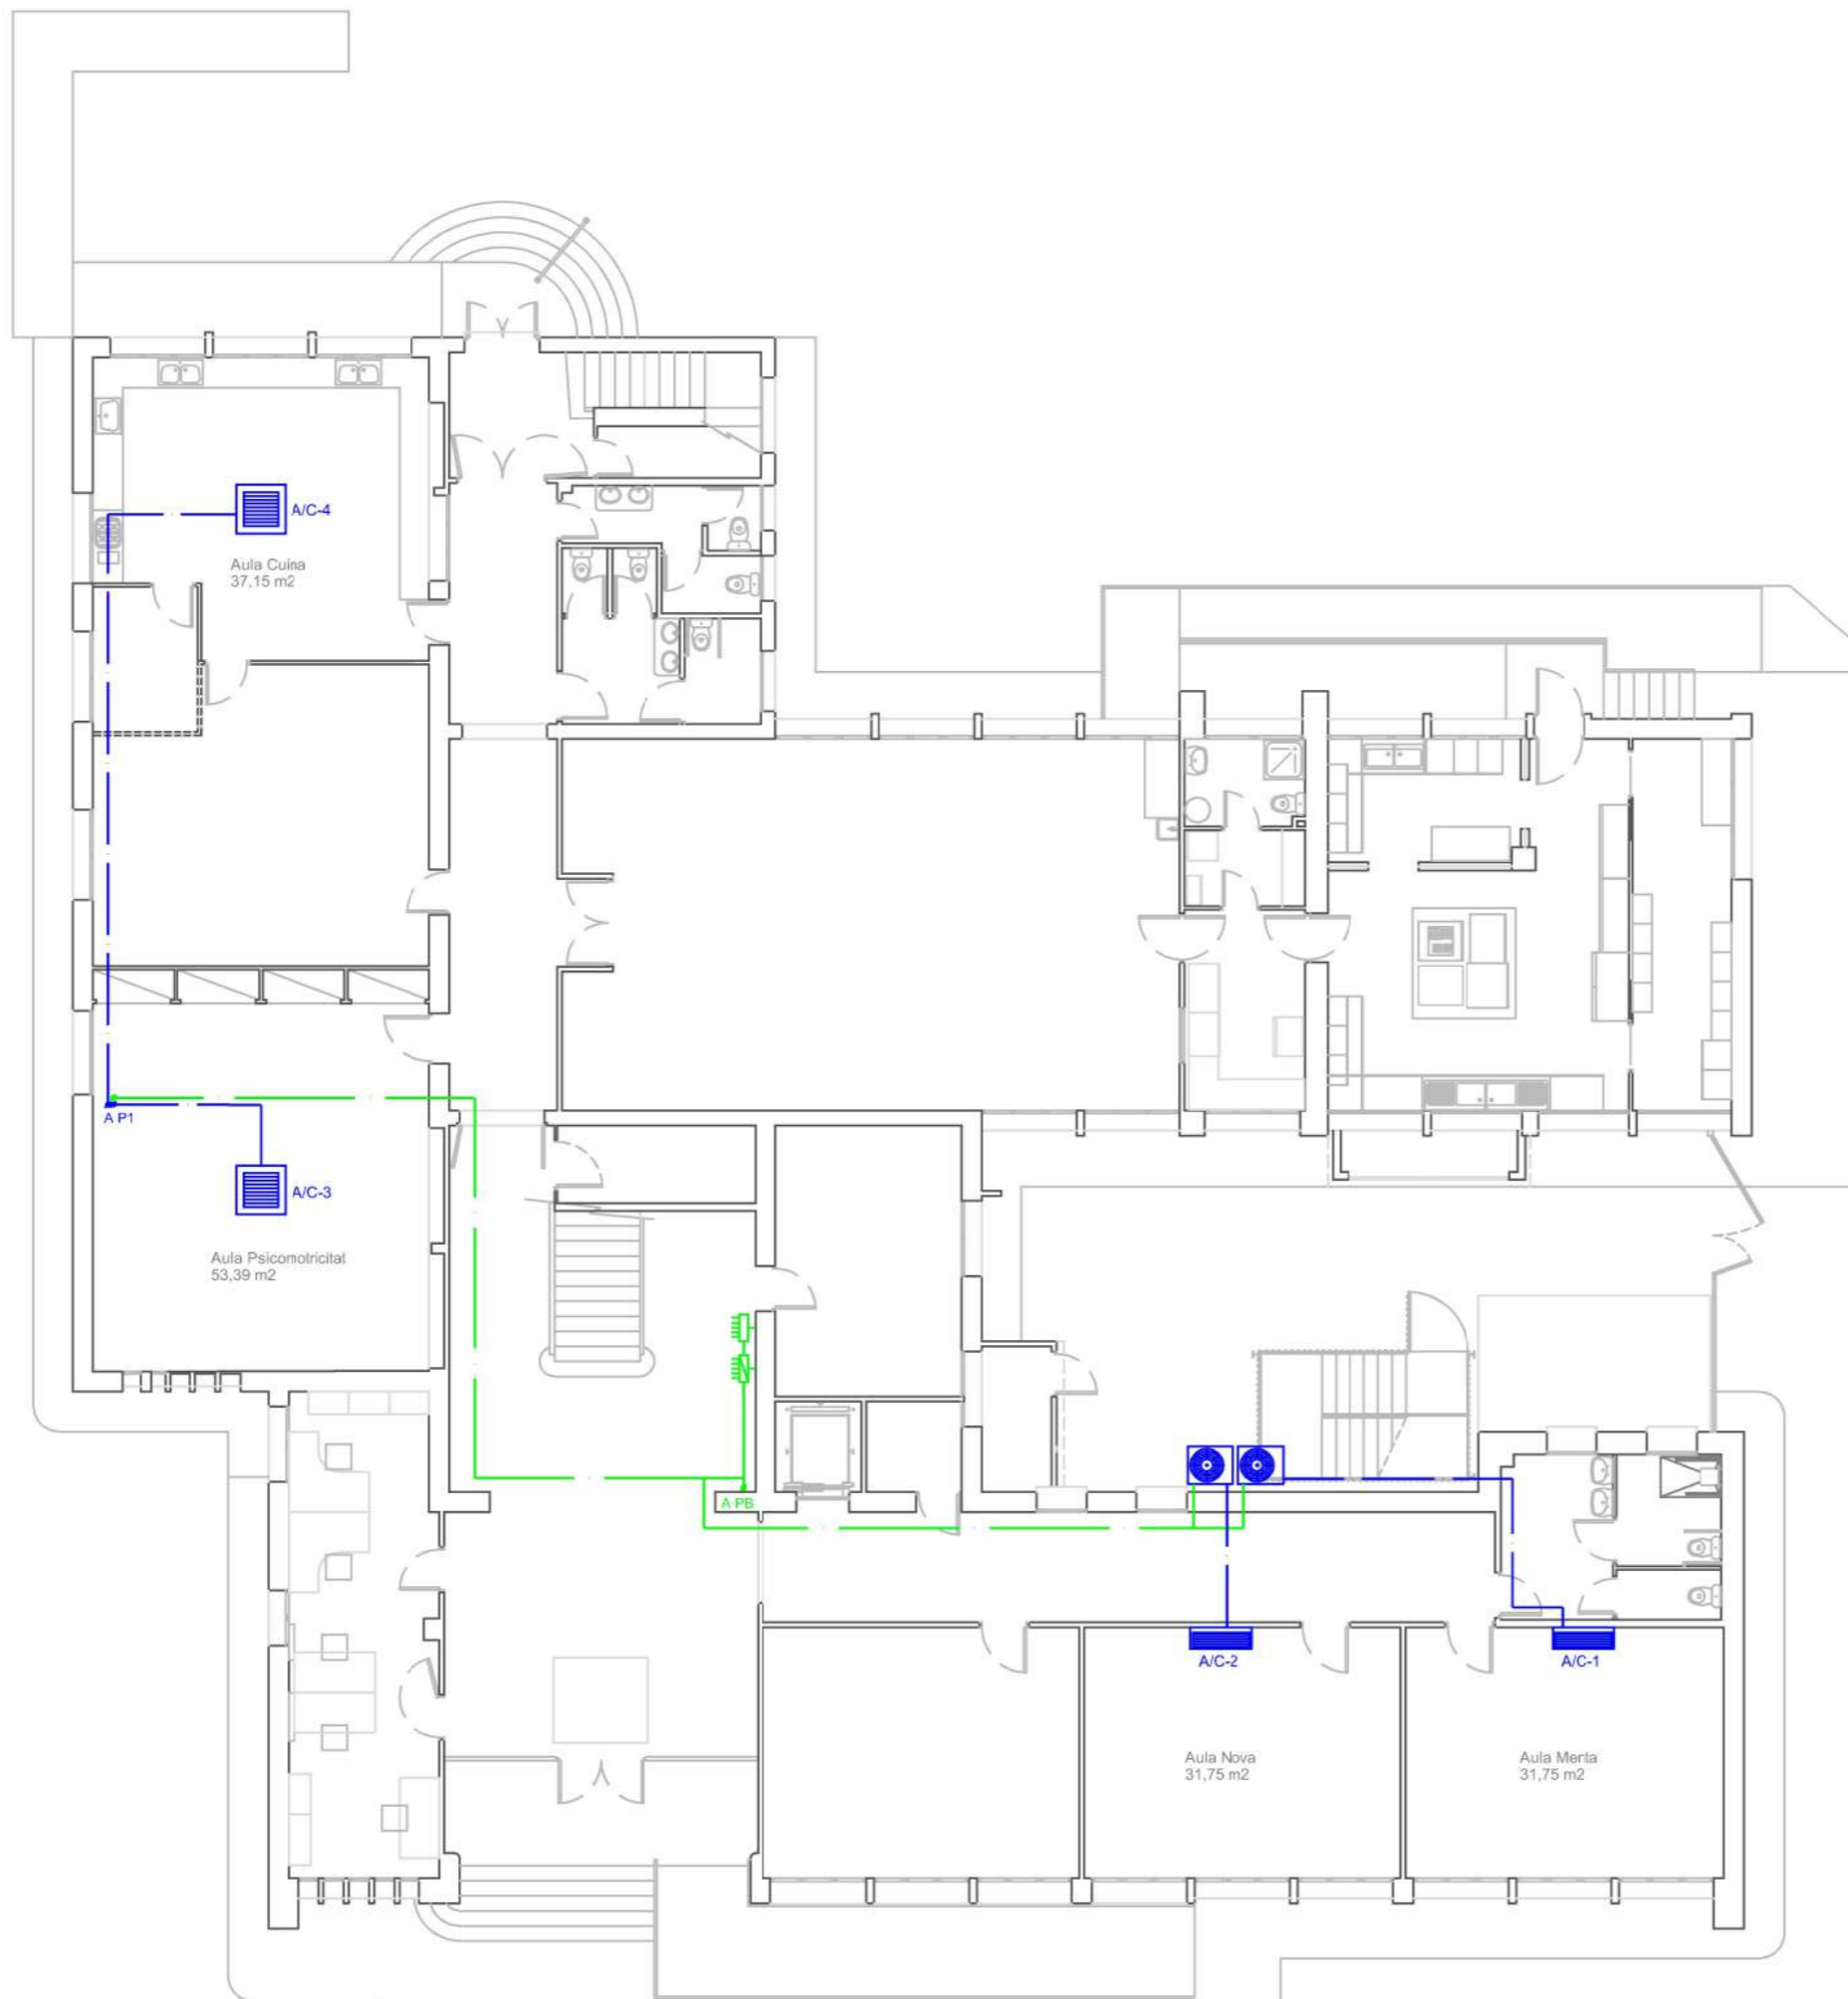 A/C-4
Aula Cuina
37,15 m2
A P1
A/C-3
Aula Psicomotricitat
53,39 m2
A PB
A/C-2
A/C-1
Aula Nova
31,75 m2
Aula Menta
31,75 m2